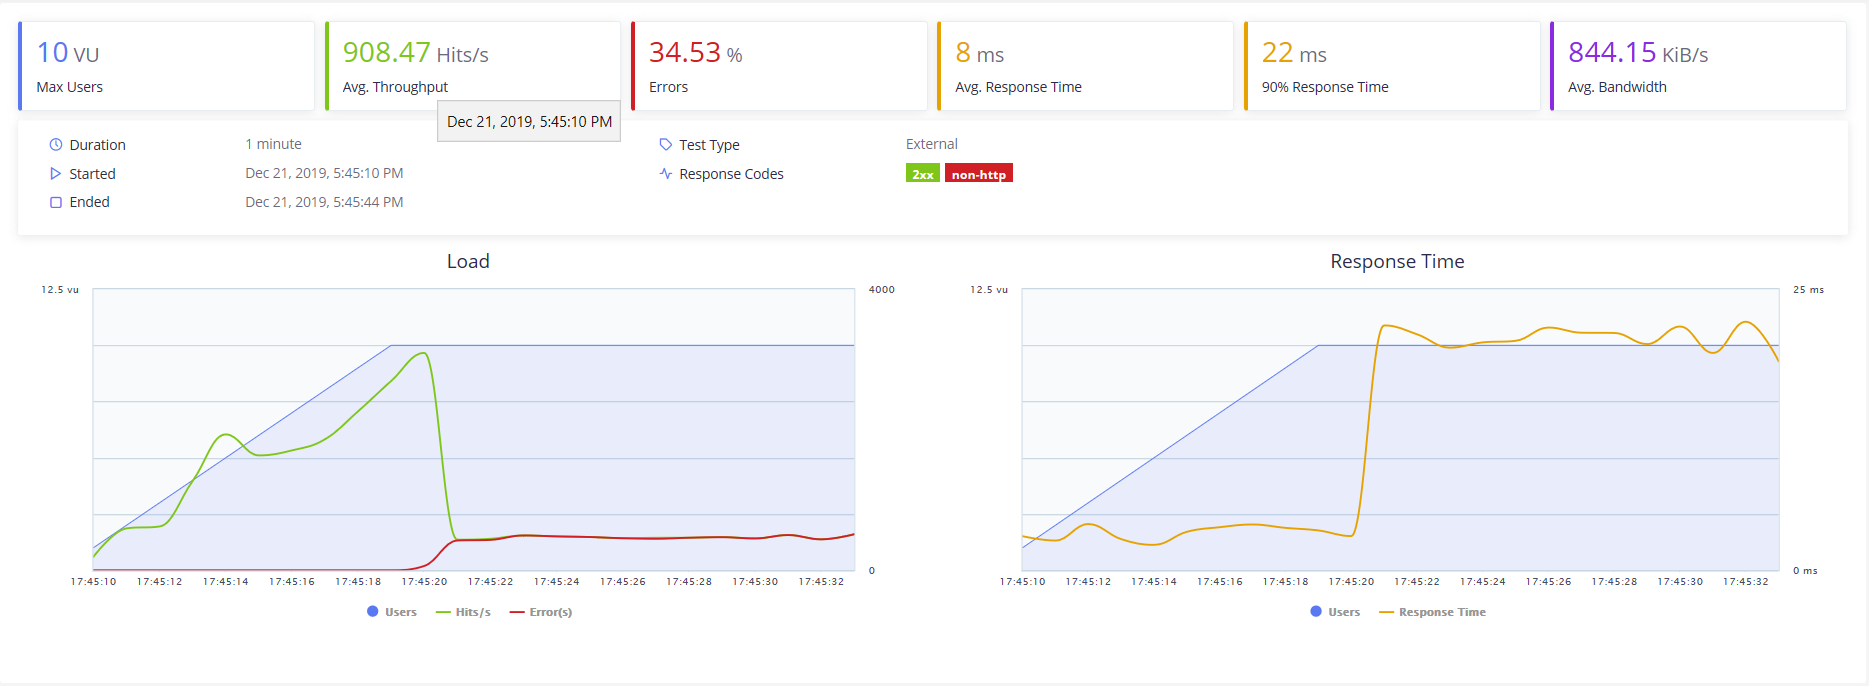 10 VU
Max Users
908.47 Hits/s
Avg. Throughput
34.53 %
Errors
8 ms
Avg. Response Time
22 ms
90% Response Time
844.15 KiB/s
Avg. Bandwidth
Dec 21, 2019, 5:45:10 PM
Duration 1 minute
Started Dec 21, 2019, 5:45:10 PM
Ended Dec 21, 2019, 5:45:44 PM
Test Type External
Response Codes 2xx non-http
Load
12.5 vu 4000
0
17:45:10 17:45:12 17:45:14 17:45:16 17:45:18 17:45:20 17:45:22 17:45:24 17:45:26 17:45:28 17:45:30 17:45:32
Users Hits/s Error(s)
Response Time
12.5 vu 25 ms
0 ms
17:45:10 17:45:12 17:45:14 17:45:16 17:45:18 17:45:20 17:45:22 17:45:24 17:45:26 17:45:28 17:45:30 17:45:32
Users Response Time